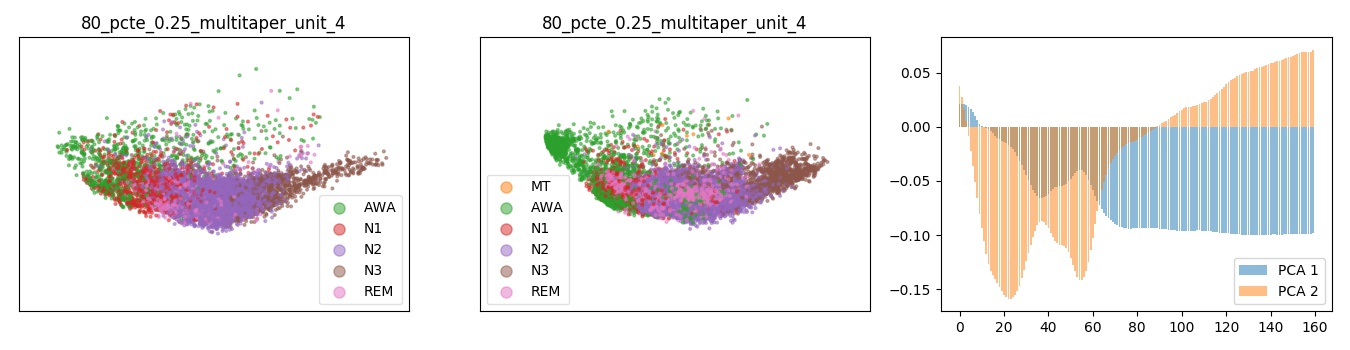 80_pcte_0.25_multitaper_unit_4
AWA
N1
N2
N3
REM
80_pcte_0.25_multitaper_unit_4
MT
AWA
N1
N2
N3
REM
0.05
0.00
−0.05
−0.10
−0.15
0 20 40 60 80 100 120 140 160
PCA 1
PCA 2